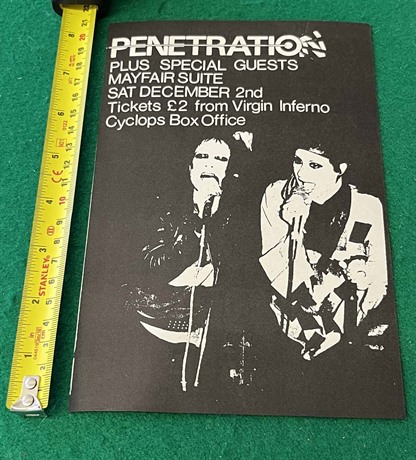 PENETRATION
PLUS SPECIAL GUESTS
MAYFAIR SUITE
SAT DECEMBER 2nd
Tickets £2 from Virgin Inferno
Cyclops Box Office
STANLEY